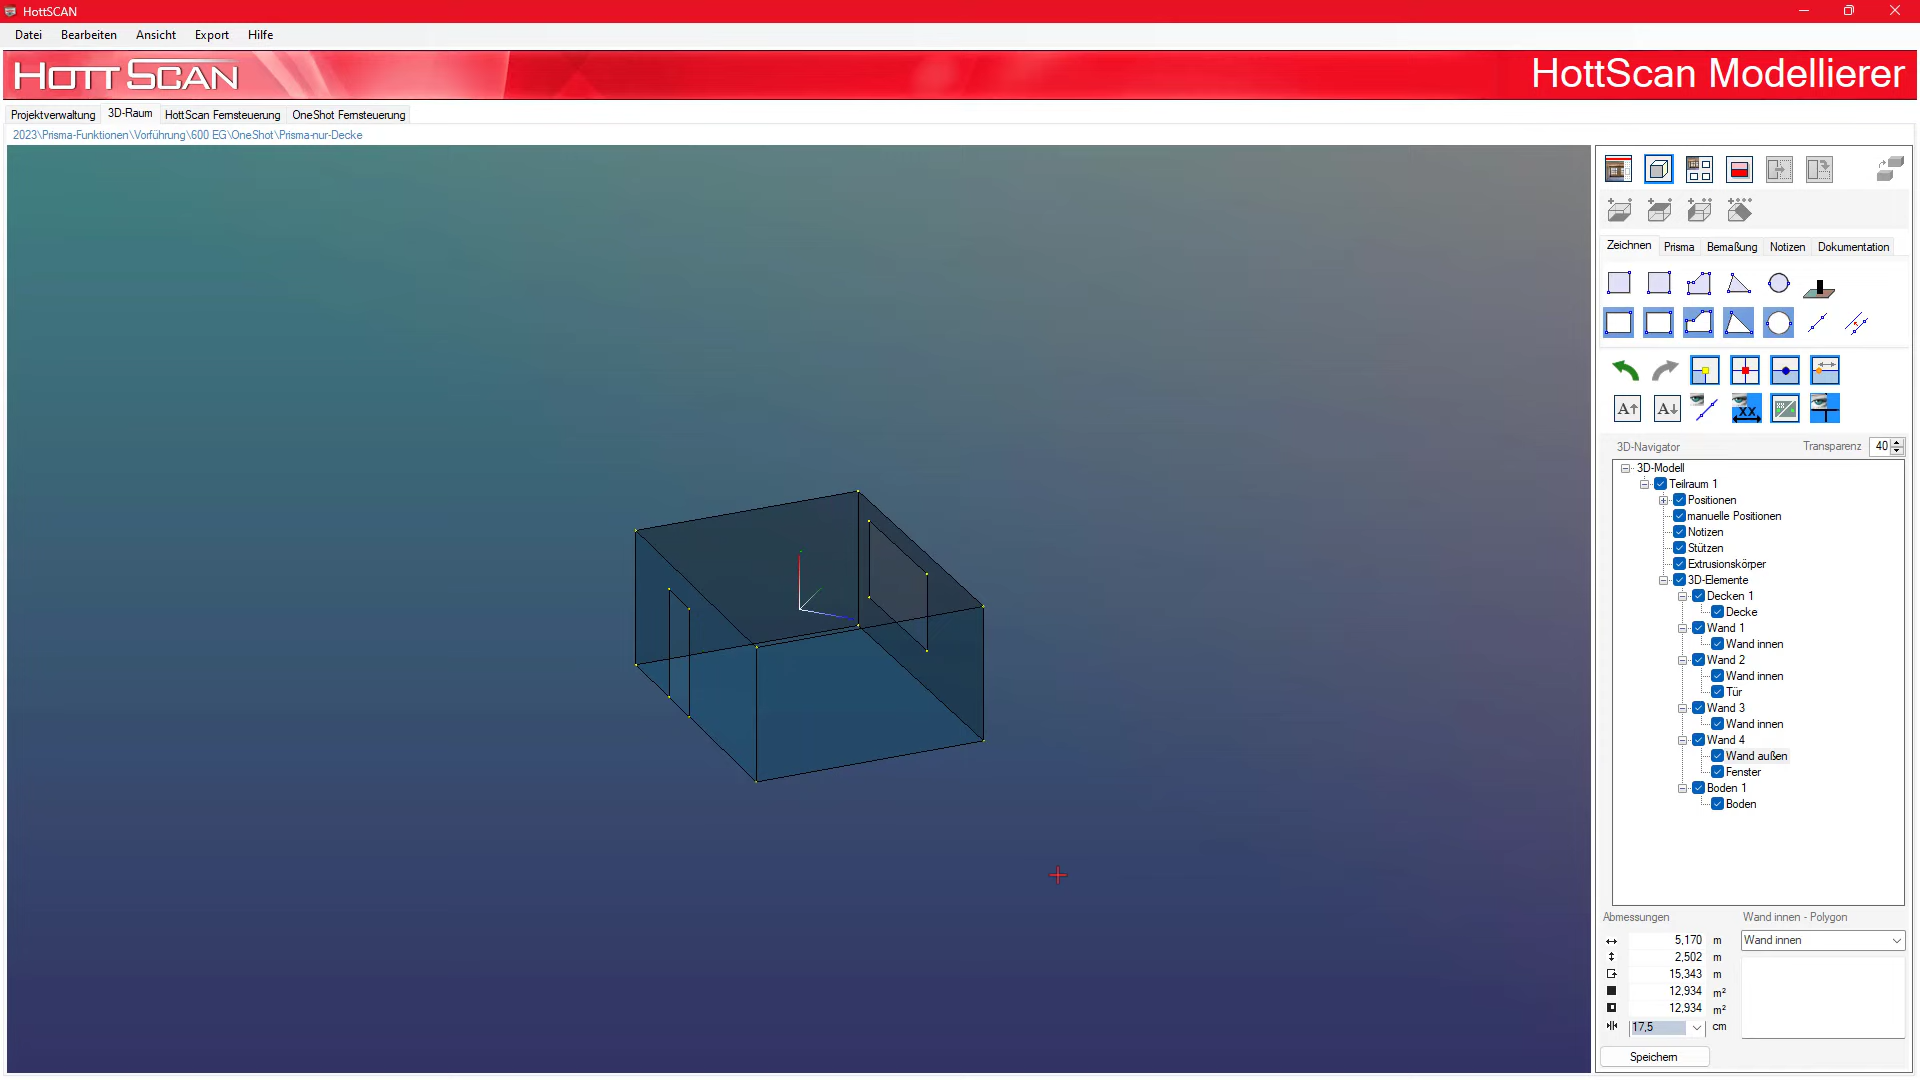 HottSCAN
Datei Bearbeiten Ansicht Export Hilfe
HOTTSCAN
HottScan Modellierer
Projektverwaltung 3D-Raum HottScan Fernsteuerung OneShot Fernsteuerung
2023\Prisma-Funktionen\Vorführung\600 EG\OneShot\Prisma-nur-Decke
Zeichnen Prisma Bemaßung Notizen Dokumentation
A A XX
3D-Navigator Transparenz 40
3D-Modell
Teilraum 1
Positionen
manuelle Positionen
Notizen
Stützen
Extrusionskörper
3D-Elemente
Decken 1
Decke
Wand 1
Wand innen
Wand 2
Wand innen
Tür
Wand 3
Wand innen
Wand 4
Wand außen
Fenster
Boden 1
Boden
Abmessungen Wand innen - Polygon
5,170 m Wand innen
2,502 m
15,343 m
12,934 m²
12,934 m²
17,5 cm
Speichern